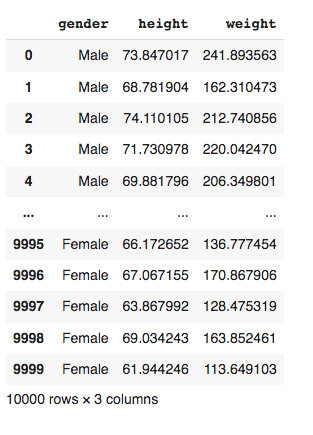 gender height weight
0 Male 73.847017 241.893563
1 Male 68.781904 162.310473
2 Male 74.110105 212.740856
3 Male 71.730978 220.042470
4 Male 69.881796 206.349801
... ... ... ...
9995 Female 66.172652 136.777454
9996 Female 67.067155 170.867906
9997 Female 63.867992 128.475319
9998 Female 69.034243 163.852461
9999 Female 61.944246 113.649103
10000 rows × 3 columns